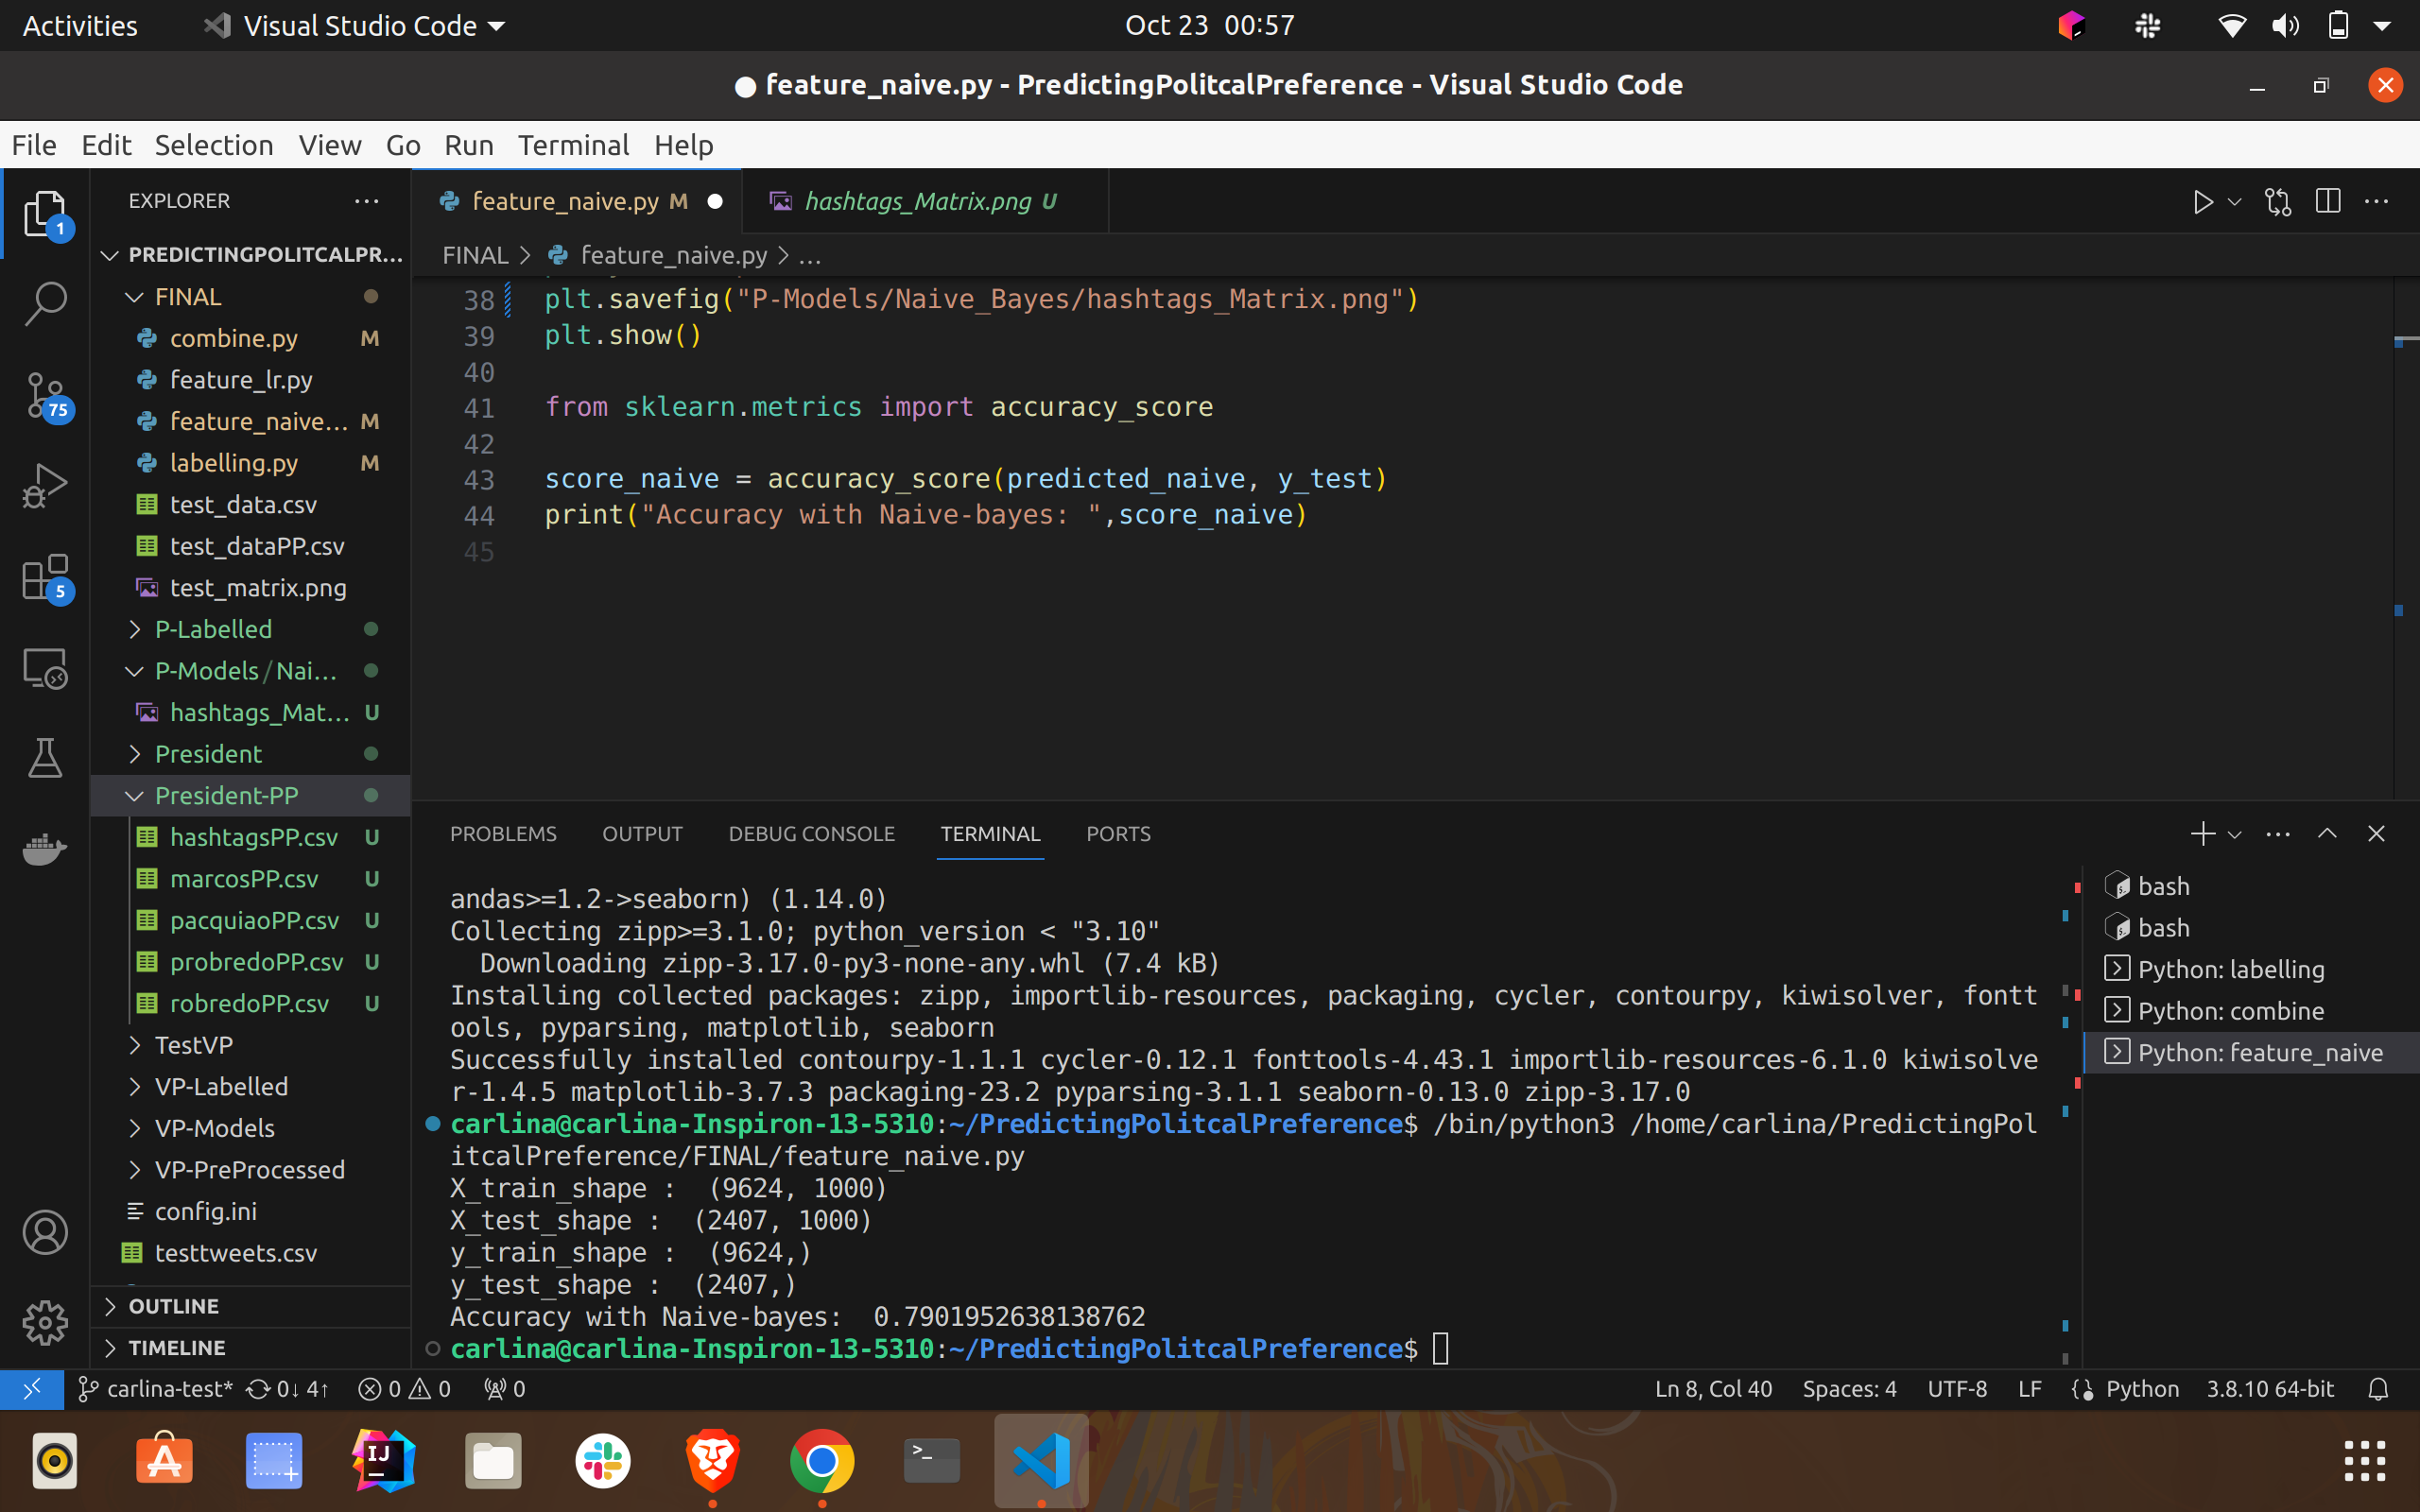 Activities
Visual Studio Code
Oct 23 00:57
● feature_naive.py - PredictingPolitcalPreference - Visual Studio Code
File Edit Selection View Go Run Terminal Help
EXPLORER
1
75
5
PREDICTINGPOLITCALPR...
FINAL
combine.py M
feature_lr.py
feature_naive... M
labelling.py M
test_data.csv
test_dataPP.csv
test_matrix.png
P-Labelled
P-Models/Nai...
hashtags_Mat... U
President
President-PP
hashtagsPP.csv U
marcosPP.csv U
pacquiaoPP.csv U
probredoPP.csv U
robredoPP.csv U
TestVP
VP-Labelled
VP-Models
VP-PreProcessed
config.ini
testtweets.csv
OUTLINE
TIMELINE
feature_naive.py M
hashtags_Matrix.png U
FINAL > feature_naive.py > ...
38 plt.savefig("P-Models/Naive_Bayes/hashtags_Matrix.png")
39 plt.show()
40
41 from sklearn.metrics import accuracy_score
42
43 score_naive = accuracy_score(predicted_naive, y_test)
44 print("Accuracy with Naive-bayes: ",score_naive)
45
PROBLEMS OUTPUT DEBUG CONSOLE TERMINAL PORTS
andas>=1.2->seaborn) (1.14.0)
Collecting zipp>=3.1.0; python_version < "3.10"
Downloading zipp-3.17.0-py3-none-any.whl (7.4 kB)
Installing collected packages: zipp, importlib-resources, packaging, cycler, contourpy, kiwisolver, fontt
ools, pyparsing, matplotlib, seaborn
Successfully installed contourpy-1.1.1 cycler-0.12.1 fonttools-4.43.1 importlib-resources-6.1.0 kiwisolve
r-1.4.5 matplotlib-3.7.3 packaging-23.2 pyparsing-3.1.1 seaborn-0.13.0 zipp-3.17.0
carlina@carlina-Inspiron-13-5310:~/PredictingPolitcalPreference$ /bin/python3 /home/carlina/PredictingPol
itcalPreference/FINAL/feature_naive.py
X_train_shape :  (9624, 1000)
X_test_shape :  (2407, 1000)
y_train_shape :  (9624,)
y_test_shape :  (2407,)
Accuracy with Naive-bayes:  0.7901952638138762
carlina@carlina-Inspiron-13-5310:~/PredictingPolitcalPreference$
bash
bash
Python: labelling
Python: combine
Python: feature_naive
carlina-test* 0↓ 4↑ 0 0 0
Ln 8, Col 40 Spaces: 4 UTF-8 LF Python 3.8.10 64-bit
IJ